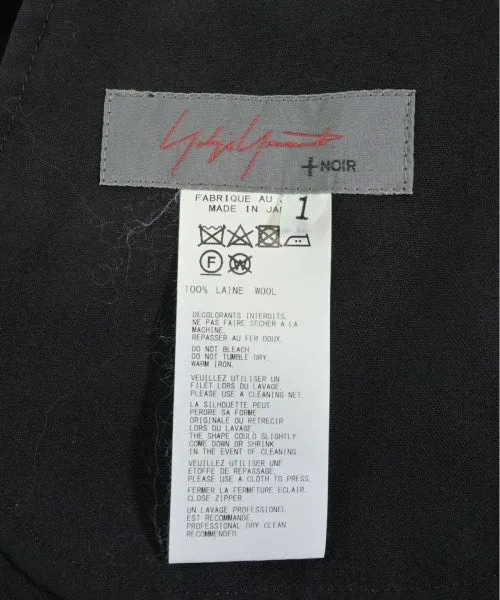 Yohji Yamamoto
+NOIR
FABRIQUE AU
MADE IN JA
1
F
W
100% LAINE WOOL
DECOLORANTS INTERDITS.
NE PAS FAIRE SECHER A LA
MACHINE.
REPASSER AU FER DOUX.
DO NOT BLEACH.
DO NOT TUMBLE DRY.
WARM IRON.
VEUILLEZ UTILISER UN
FILET LORS DU LAVAGE.
PLEASE USE A CLEANING NET.
LA SILHOUETTE PEUT
PERDRE SA FORME
ORIGINALE OU RETRECIR
LORS DU LAVAGE
THE SHAPE COULD SLIGHTLY
COME DOWN OR SHRINK
IN THE EVENT OF CLEANING.
VEUILLEZ UTILISER UNE
ETOFFE DE REPASSAGE.
PLEASE USE A CLOTH TO PRESS.
FERMER LA FERMETURE ECLAIR.
CLOSE ZIPPER.
UN LAVAGE PROFESSIONEL
EST RECOMMANDE.
PROFESSIONAL DRY CLEAN
RECOMMENDED.